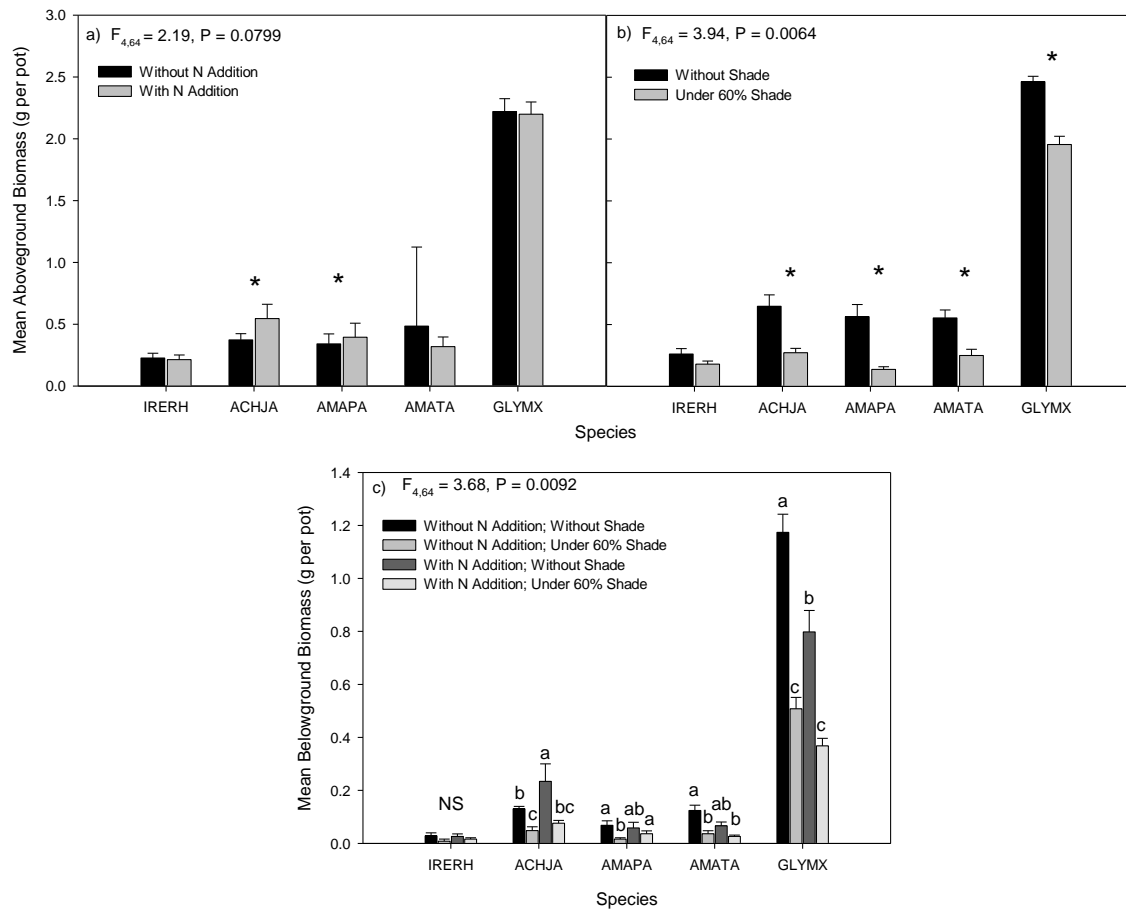 a) F4,64 = 2.19, P = 0.0799
Without N Addition
With N Addition
Mean Aboveground Biomass (g per pot)
3.0
2.5
2.0
1.5
1.0
0.5
0.0
* *
IRERH ACHJA AMAPA AMATA GLYMX
b) F4,64 = 3.94, P = 0.0064
Without Shade
Under 60% Shade
*
* * *
IRERH ACHJA AMAPA AMATA GLYMX
Species
c) F4,64 = 3.68, P = 0.0092
Without N Addition; Without Shade
Without N Addition; Under 60% Shade
With N Addition; Without Shade
With N Addition; Under 60% Shade
Mean Belowground Biomass (g per pot)
1.4
1.2
1.0
0.8
0.6
0.4
0.2
0.0
NS
b c a bc
a b ab a
a b ab b
a c b c
IRERH ACHJA AMAPA AMATA GLYMX
Species